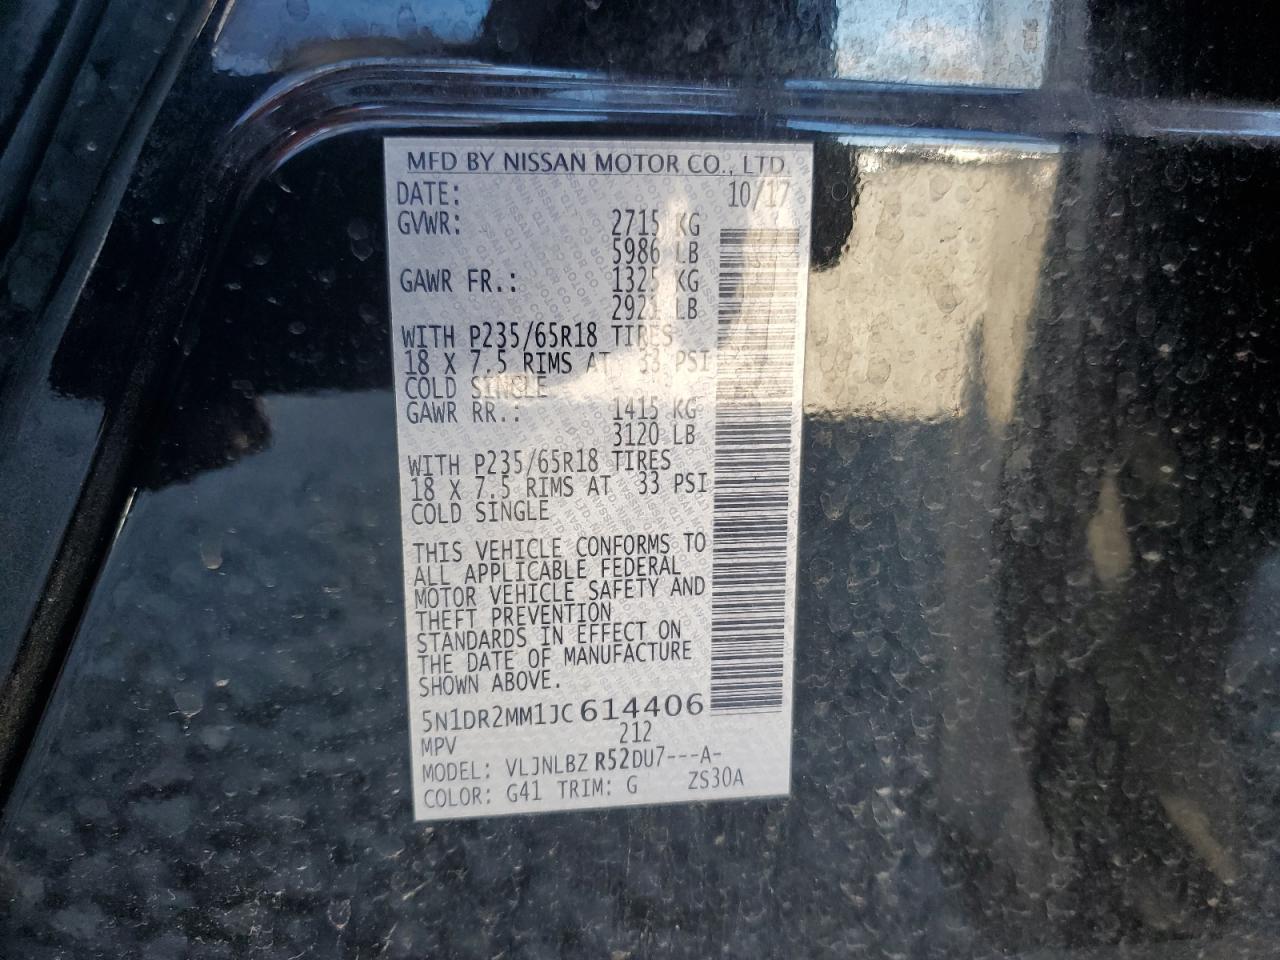 MFD BY NISSAN MOTOR CO., LTD.
DATE: 10/17
GVWR: 2715 KG
5986 LB
GAWR FR.: 1325 KG
2921 LB
WITH P235/65R18 TIRES
18 X 7.5 RIMS AT 33 PSI
COLD SINGLE
GAWR RR.: 1415 KG
3120 LB
WITH P235/65R18 TIRES
18 X 7.5 RIMS AT 33 PSI
COLD SINGLE
THIS VEHICLE CONFORMS TO
ALL APPLICABLE FEDERAL
MOTOR VEHICLE SAFETY AND
THEFT PREVENTION
STANDARDS IN EFFECT ON
THE DATE OF MANUFACTURE
SHOWN ABOVE.
5N1DR2MM1JC614406
MPV 212
MODEL: VLJNLBZ R52DU7---A-
COLOR: G41 TRIM: G ZS30A